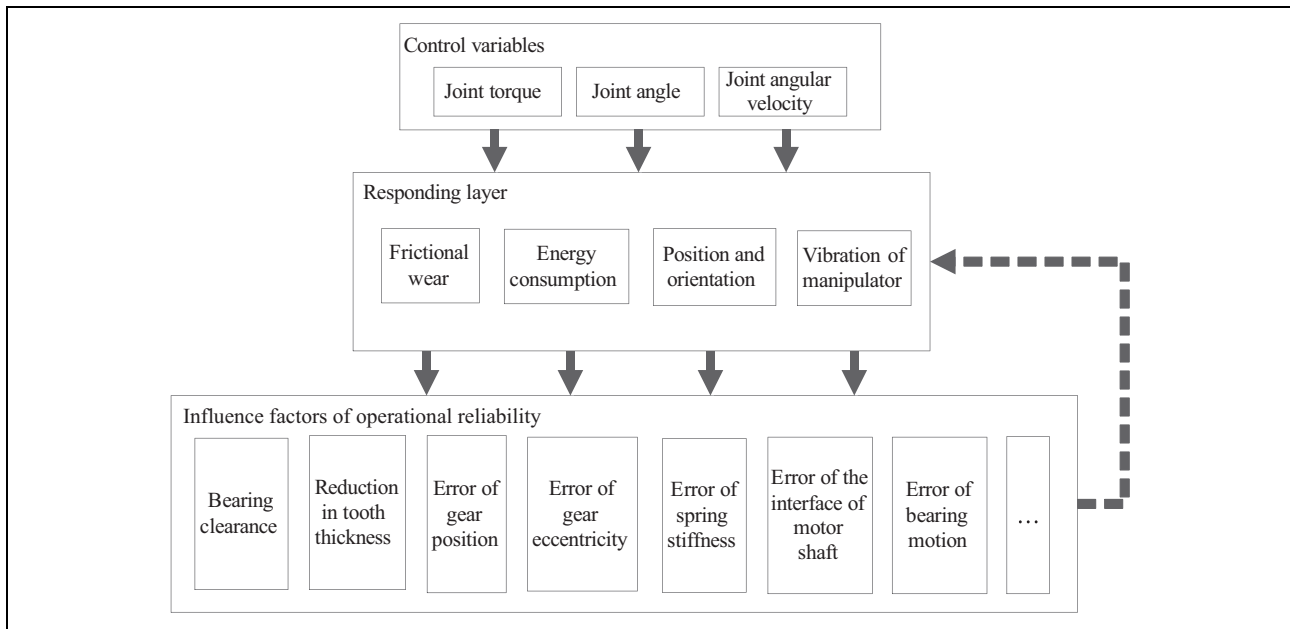 Control variables
Joint torque
Joint angle
Joint angular
velocity
Responding layer
Frictional
wear
Energy
consumption
Position and
orientation
Vibration of
manipulator
Influence factors of operational reliability
Bearing
clearance
Reduction
in tooth
thickness
Error of
gear
position
Error of
gear
eccentricity
Error of
spring
stiffness
Error of the
interface of
motor
shaft
Error of
bearing
motion
...